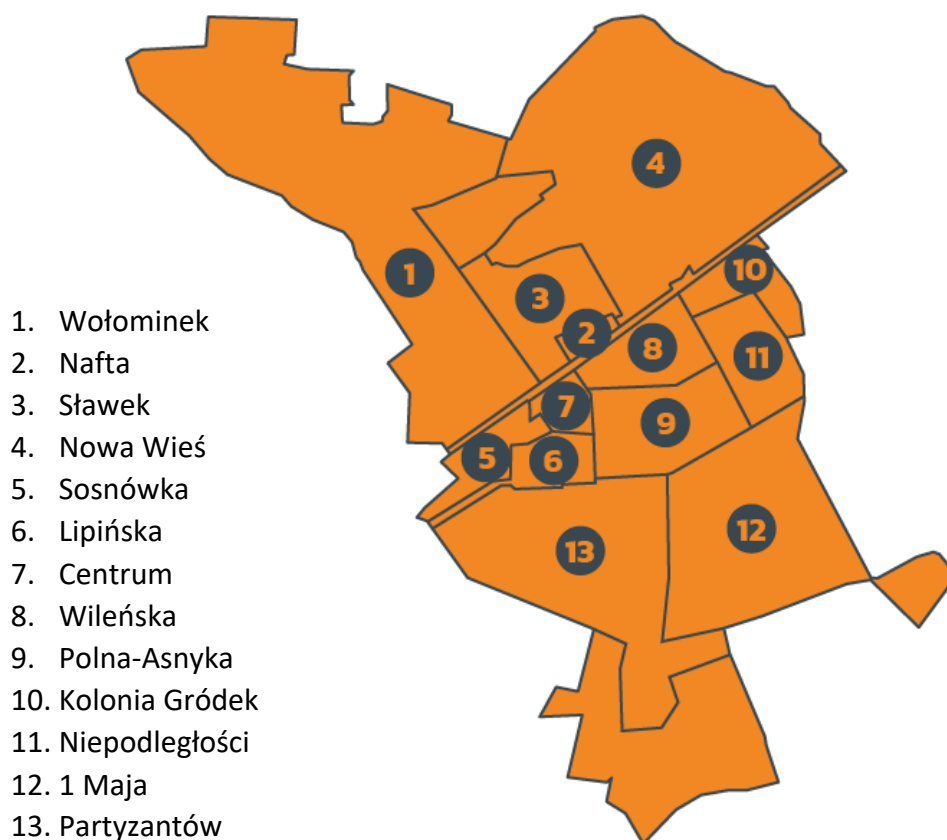 1. Wołominek
2. Nafta
3. Sławek
4. Nowa Wieś
5. Sosnówka
6. Lipińska
7. Centrum
8. Wileńska
9. Polna-Asnyka
10. Kolonia Gródek
11. Niepodległości
12. 1 Maja
13. Partyzantów
4
1
10
3
2
8
11
7
9
5
6
12
13